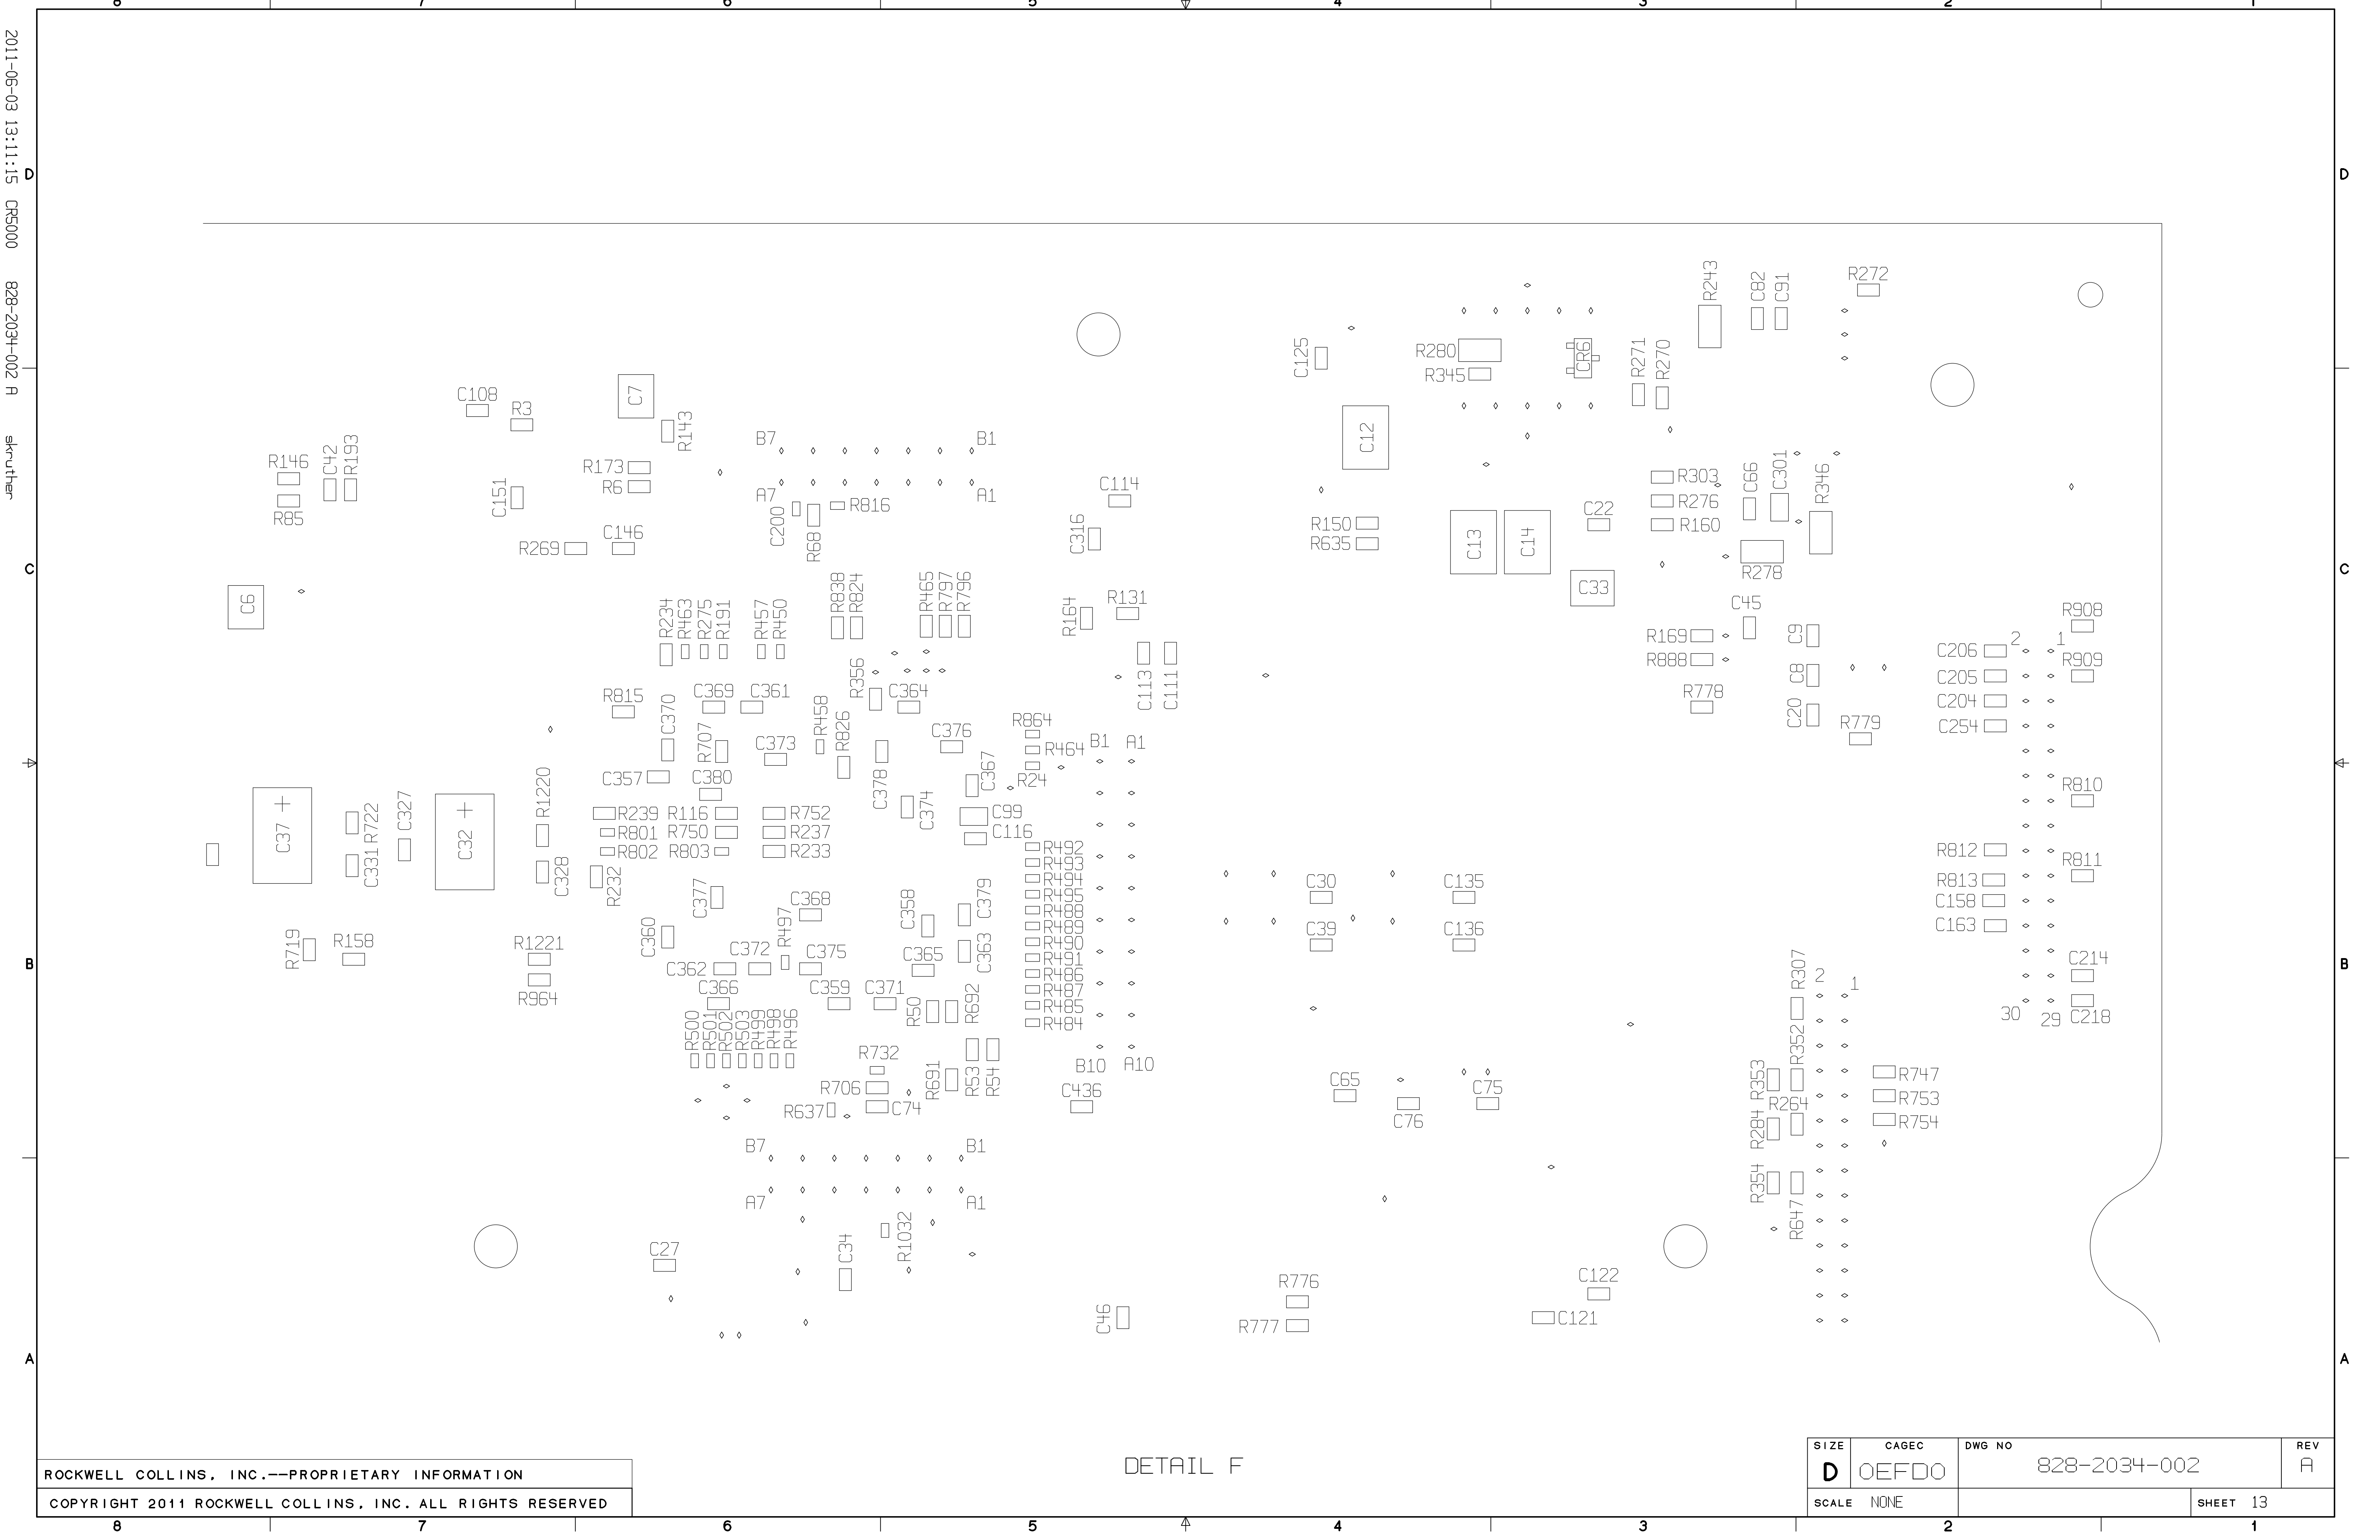 8 7 6 5 4 3 2 1
2011-06-03 13:11:15 CR5000 828-2034-002 A skruther
D D
R243 C82 C91 R272
C125 R280 CR6 R271 R270
R345
C7
C108 R3 R143 C12
B7 B1
R146 C42 R193 R173 R303 C66 C301 R346
C151 R6 A7 A1 C114 R276
R85 C200 R68 R816 C316 R150 C13 C14 C22 R160
R269 C146 R635
C C
R278
C6 R838 R824 R465 R797 R796 R164 R131 C33 C45 R908
R234 R463 R275 R191 R457 R450 R169 C9 2 1
C206
R356 R888 C8 R909
C113 C111 C205
R815 C370 C369 C361 C364 R778 C20 C204
R707 R458 R826 C376 R864 R779 C254
C373 R464 B1 A1
C357 C380 C378 C367 R24
R1220 C374 R810
C37 + R722 C327 C32 + R239 R116 R752 C99
R801 R750 R237 C116
R802 R803 R233 R492 R812
C331 C328 R232 R493 R811
C377 R494 C30 C135 R813
C368 C358 C379 R495 C158
R488
R719 R158 C360 R497 R489 C39 C136 C163
R1221 C372 C375 C363 R490
B B
C362 C365 R491 R307 C214
R486 2 1
R964 C366 C359 C371 R50 R692 R487
R485 30 29 C218
R484
R500 R501 R502 R503 R499 R498 R496 R352
R732 R691 R53 R54 B10 A10 R353 R747
R706 C436 C65 C75 R264 R753
R637 C74 C76 R284 R754
B7 B1
A7 A1 R354 R647
R1032
C27 C34
R776 C122
C46 R777 C121
A A
DETAIL F
SIZE CAGEC DWG NO REV
D 0EFD0 828-2034-002 A
SCALE NONE SHEET 13
ROCKWELL COLLINS, INC.--PROPRIETARY INFORMATION
COPYRIGHT 2011 ROCKWELL COLLINS, INC. ALL RIGHTS RESERVED
8 7 6 5 4 3 2 1